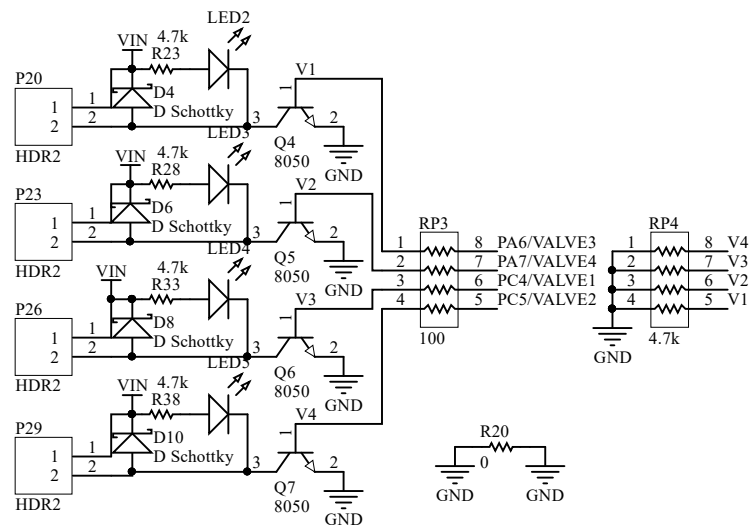 LED2
VIN 4.7k
P20 R23 V1
1 1 D4 1
2 2 D Schottky 3 2
HDR2 LED3 Q4
8050 GND
VIN 4.7k
P23 R28 V2
1 1 D6 1
2 2 D Schottky 3 2
HDR2 LED4 Q5
8050 GND
VIN 4.7k
P26 R33 V3
1 1 D8 1
2 2 D Schottky 3 2
HDR2 LED5 Q6
8050 GND
VIN 4.7k
P29 R38 V4
1 1 D10 1
2 2 D Schottky 3 2
HDR2 Q7
8050 GND
RP3
1 8 PA6/VALVE3
2 7 PA7/VALVE4
3 6 PC4/VALVE1
4 5 PC5/VALVE2
100
RP4
1 8 V4
2 7 V3
3 6 V2
4 5 V1
GND 4.7k
R20
0
GND GND